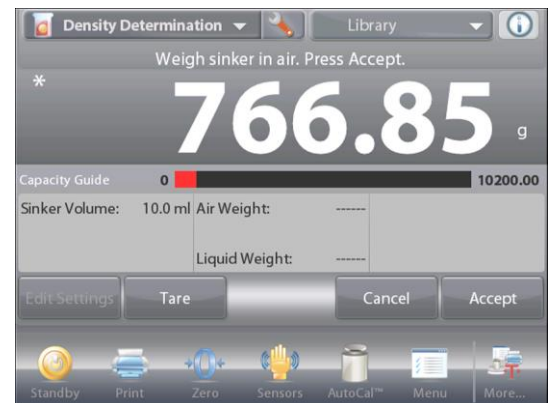 Density Determination Library
Weigh sinker in air. Press Accept.
*
766.85 g
Capacity Guide 0 10200.00
Sinker Volume: 10.0 ml Air Weight: ------
Liquid Weight: ------
Edit Settings Tare Cancel Accept
Standby Print Zero Sensors AutoCal™ Menu More...